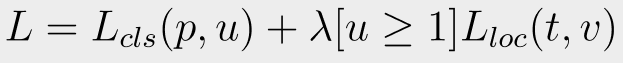 L = L_{cls}(p, u) + λ[u ≥ 1]L_{loc}(t, v)